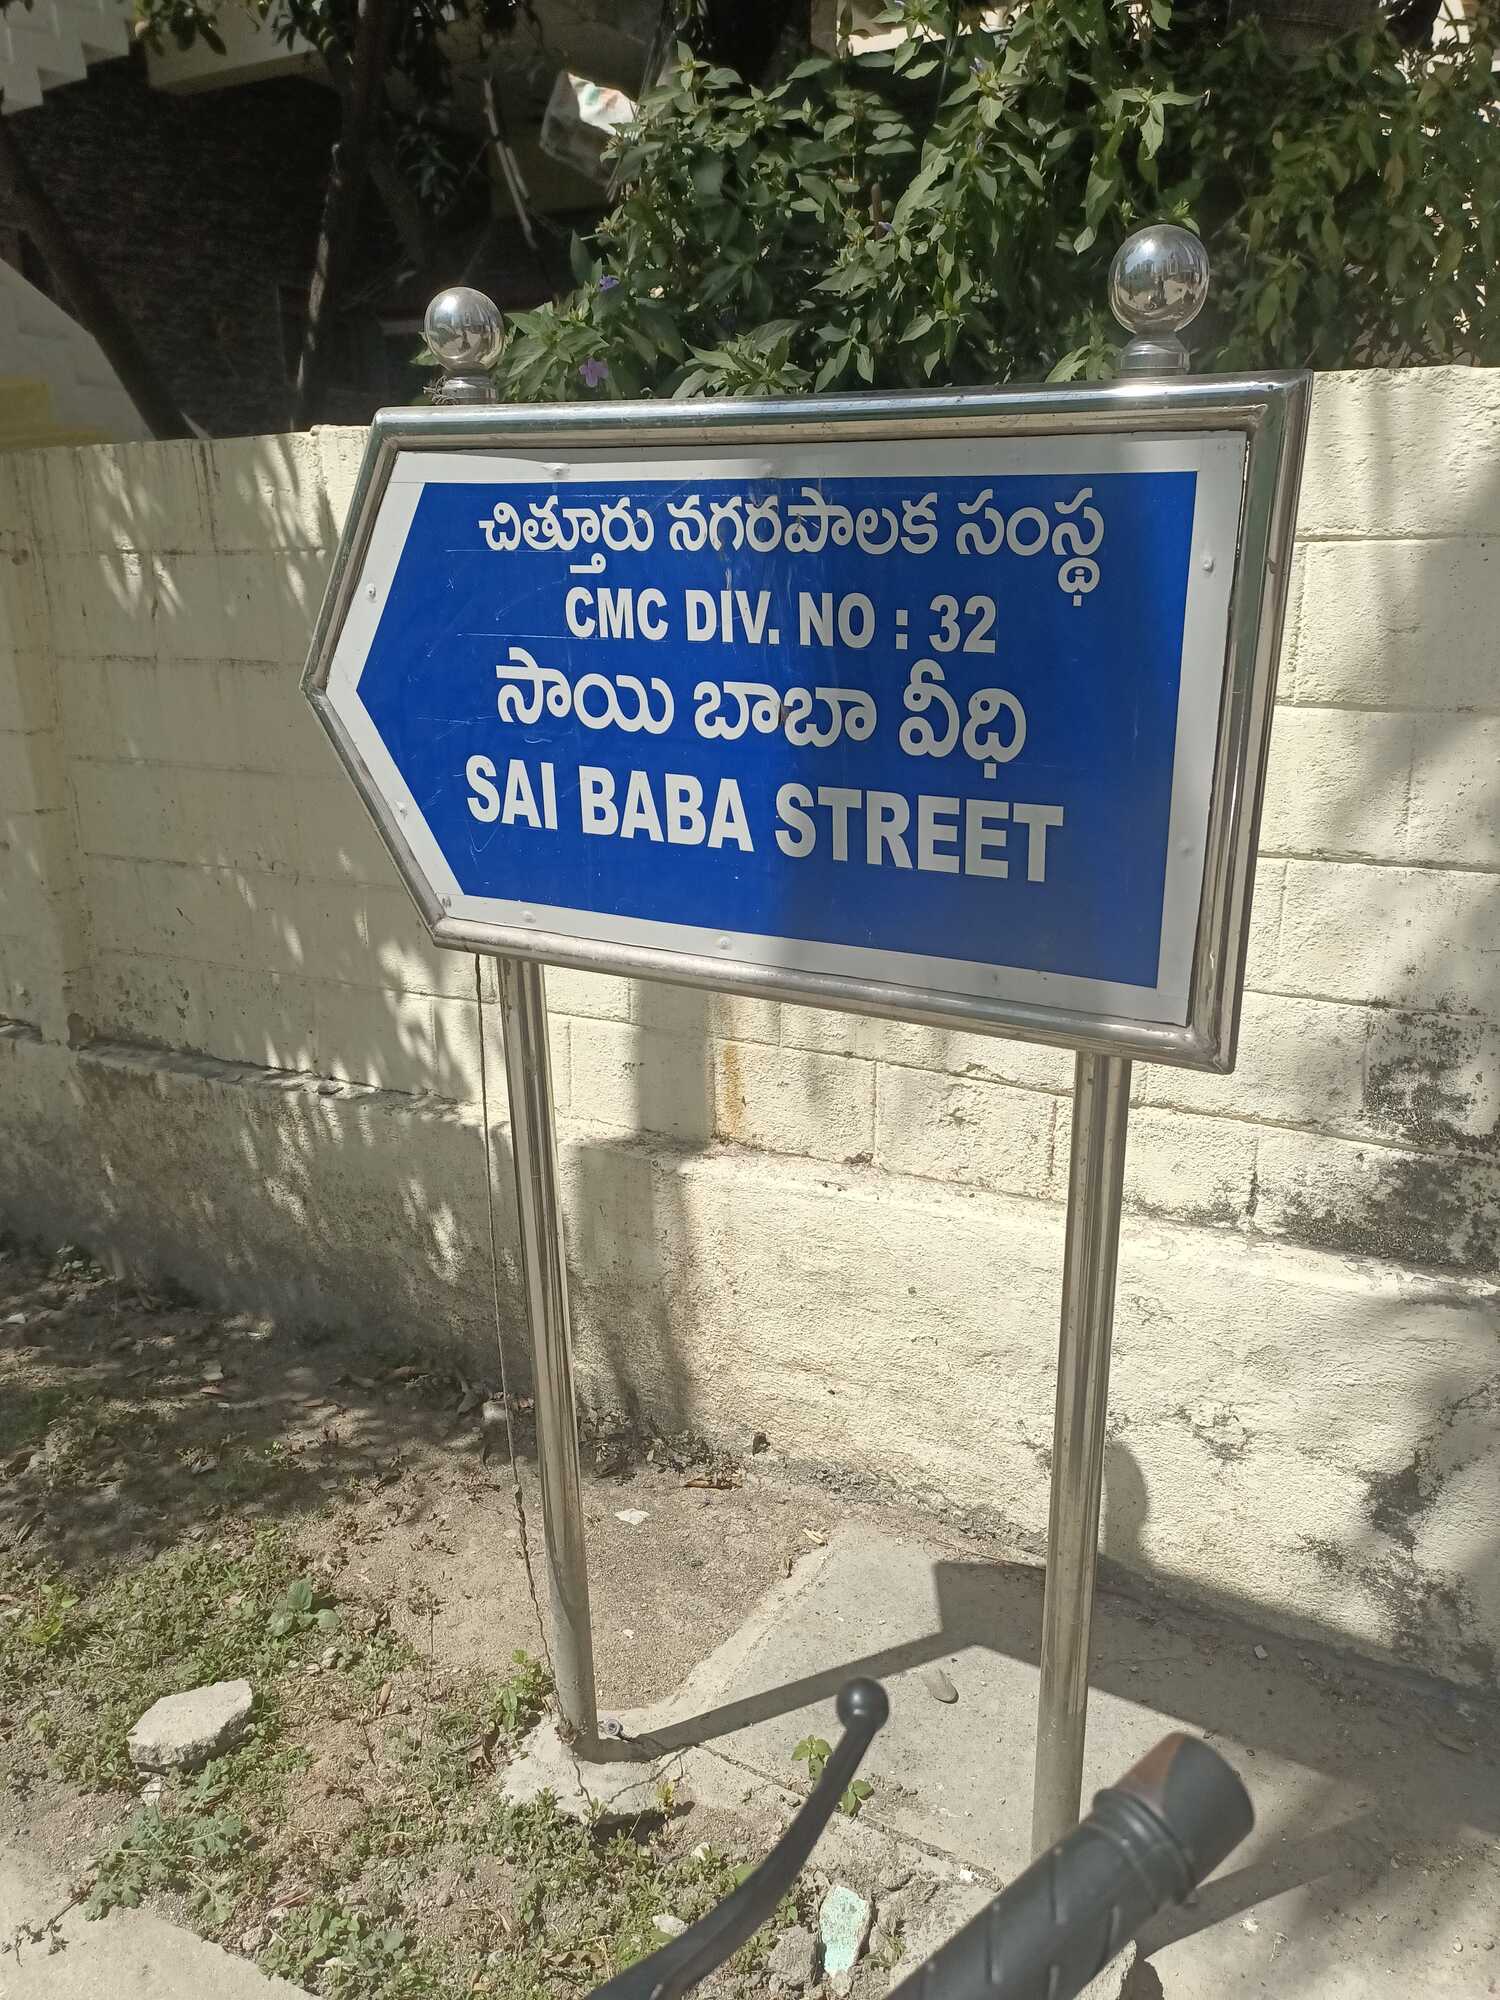 చిత్తూరు నగరపాలక సంస్థ
CMC DIV. NO : 32
సాయి బాబా వీధి
SAI BABA STREET